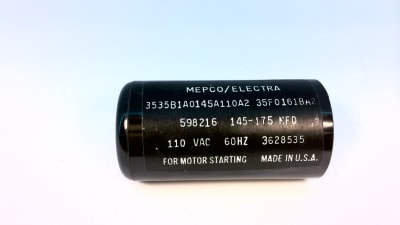 MEPCO/ELECTRA
3535B1A0145A110A2 35F0161BA2
598216 145-175 MFD
110 VAC 60HZ 3628535
FOR MOTOR STARTING MADE IN U.S.A.